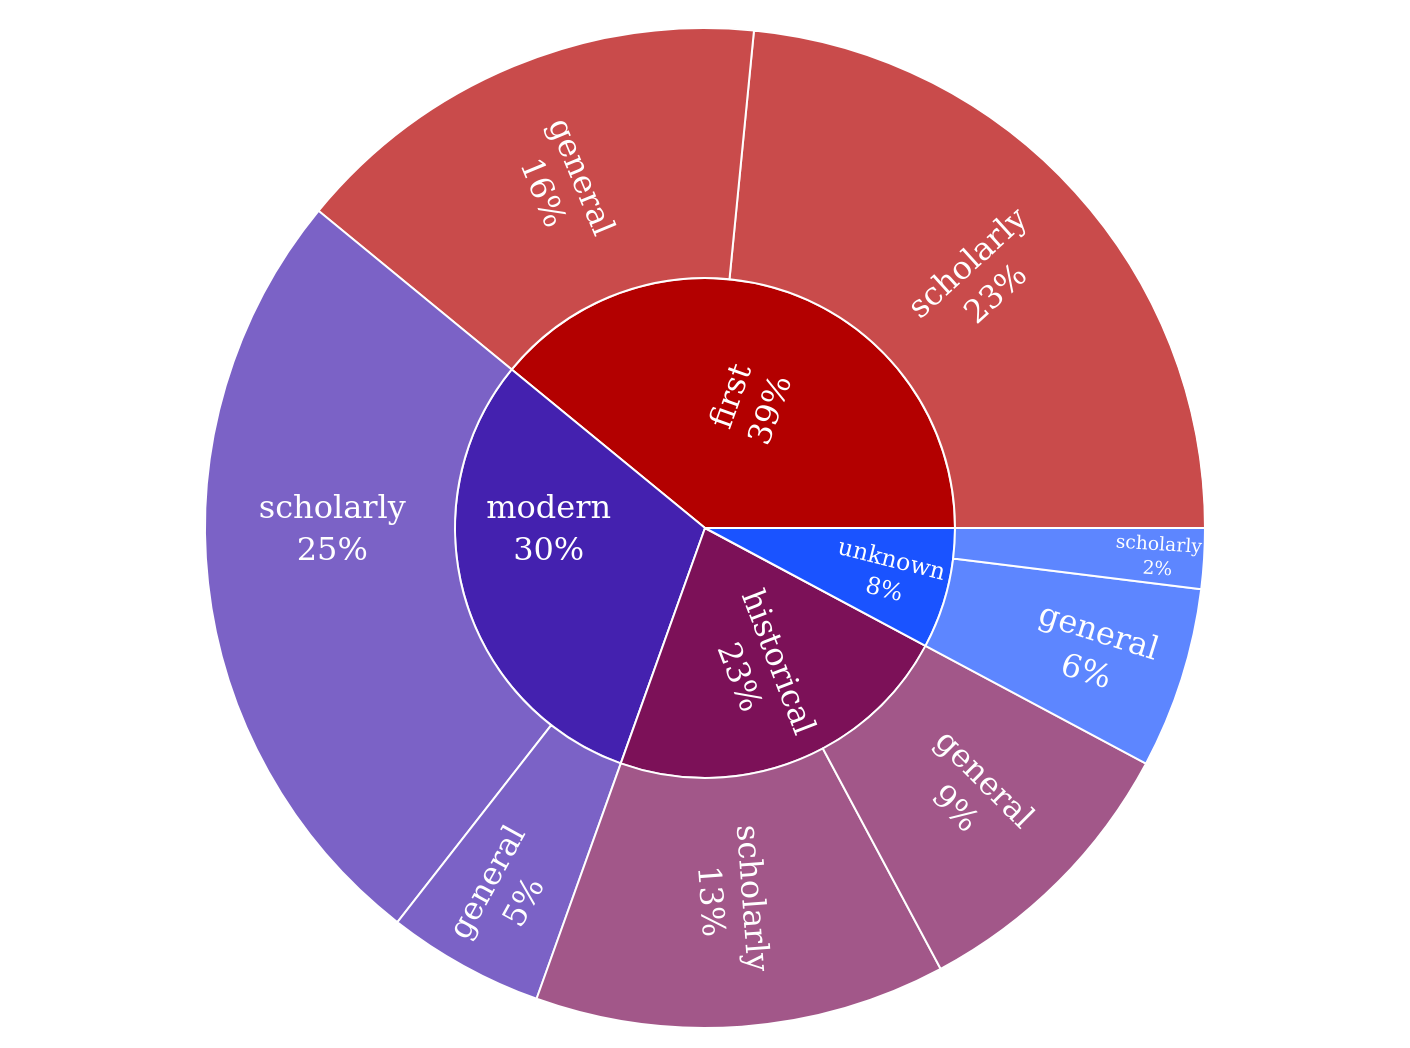 general
16%
scholarly
23%
first
39%
scholarly
25%
modern
30%
unknown
8%
scholarly
2%
general
6%
historical
23%
general
9%
general
5%
scholarly
13%